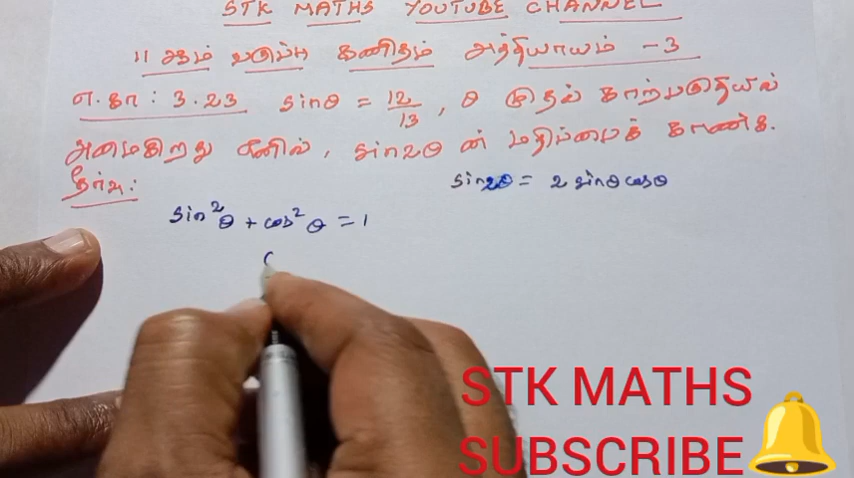 STK MATHS YOUTUBE CHANNEL
11 ஆம் வகுப்பு கணிதம் அத்தியாயம் - 3
எ.கா : 3.23 sinθ = 12/13 , θ முதல் காற்பகுதியில்
அமைகிறது எனில் , sin2θ ன் மதிப்பைக் காண்க.
தீர்வு:
sin2θ = 2 sinθ cosθ
sin²θ + cos²θ = 1
STK MATHS
SUBSCRIBE